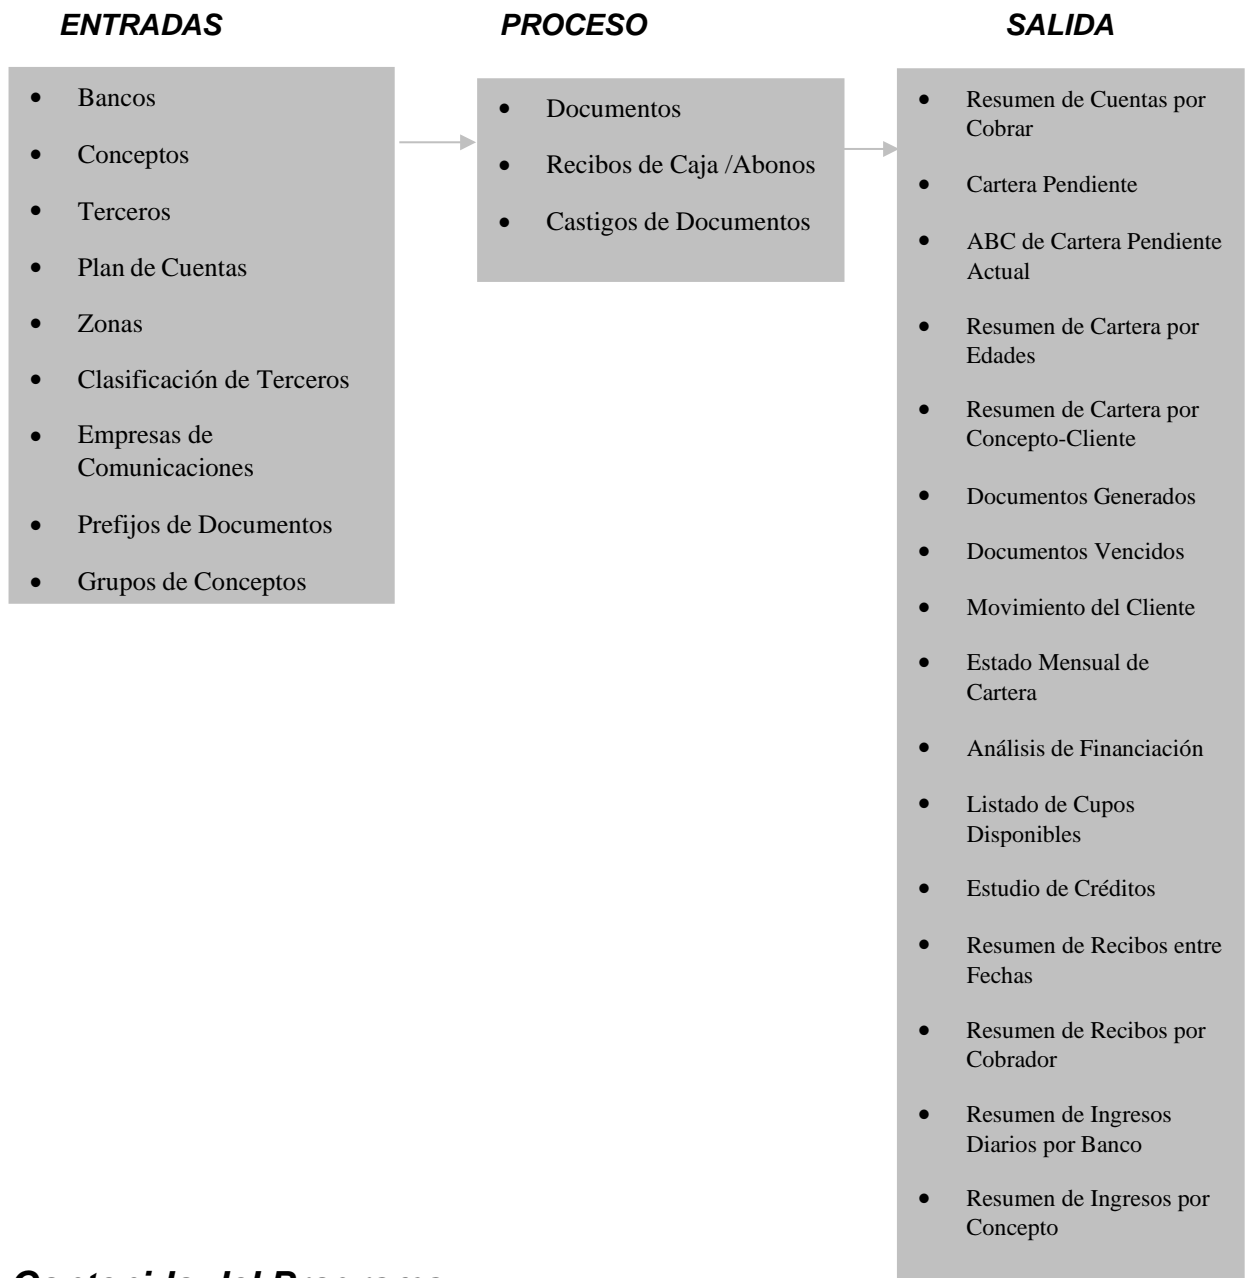 ENTRADAS
PROCESO
SALIDA
• Bancos
• Conceptos
• Terceros
• Plan de Cuentas
• Zonas
• Clasificación de Terceros
• Empresas de
Comunicaciones
• Prefijos de Documentos
• Grupos de Conceptos
• Documentos
• Recibos de Caja /Abonos
• Castigos de Documentos
• Resumen de Cuentas por
Cobrar
• Cartera Pendiente
• ABC de Cartera Pendiente
Actual
• Resumen de Cartera por
Edades
• Resumen de Cartera por
Concepto-Cliente
• Documentos Generados
• Documentos Vencidos
• Movimiento del Cliente
• Estado Mensual de
Cartera
• Análisis de Financiación
• Listado de Cupos
Disponibles
• Estudio de Créditos
• Resumen de Recibos entre
Fechas
• Resumen de Recibos por
Cobrador
• Resumen de Ingresos
Diarios por Banco
• Resumen de Ingresos por
Concepto
Contenido del Programa